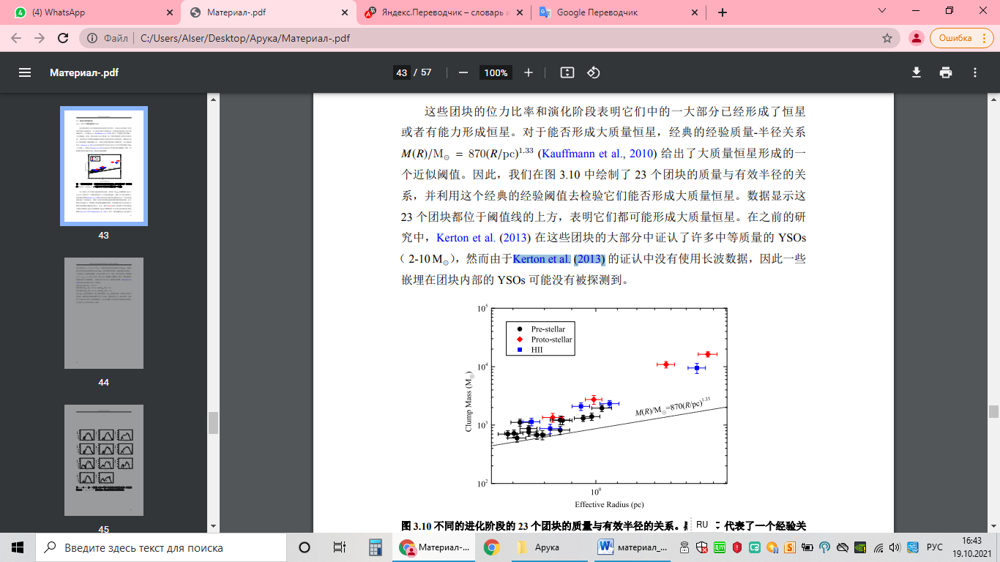 (4) WhatsApp
Материал-.pdf
Яндекс.Переводчик – словарь и
Google Переводчик
Файл
C:/Users/Alser/Desktop/Арука/Материал-.pdf
Ошибка
Материал-.pdf
43 / 57
100%
43
44
45
这些团块的位力比率和演化阶段表明它们中的一大部分已经形成了恒星
或者有能力形成恒星。对于能否形成大质量恒星，经典的经验质量-半径关系
M(R)/M⊙ = 870(R/pc)^1.33 (Kauffmann et al., 2010) 给出了大质量恒星形成的一
个近似阈值。因此，我们在图 3.10 中绘制了 23 个团块的质量与有效半径的关
系，并利用这个经典的经验阈值去检验它们能否形成大质量恒星。数据显示这
23 个团块都位于阈值线的上方，表明它们都可能形成大质量恒星。在之前的研
究中，Kerton et al. (2013) 在这些团块的大部分中证认了许多中等质量的 YSOs
（ 2-10 M⊙），然而由于Kerton et al. (2013) 的证认中没有使用长波数据，因此一些
嵌埋在团块内部的 YSOs 可能没有被探测到。
10^5
10^4
10^3
10^2
Clump Mass (M⊙)
Pre-stellar
Proto-stellar
HII
M(R)/M⊙=870(R/pc)^1.33
10^0
Effective Radius (pc)
图 3.10 不同的进化阶段的 23 个团块的质量与有效半径的关系。
代表了一个经验关
RU
Введите здесь текст для поиска
Материал-...
Арука
материал_...
РУС
16:43
19.10.2021